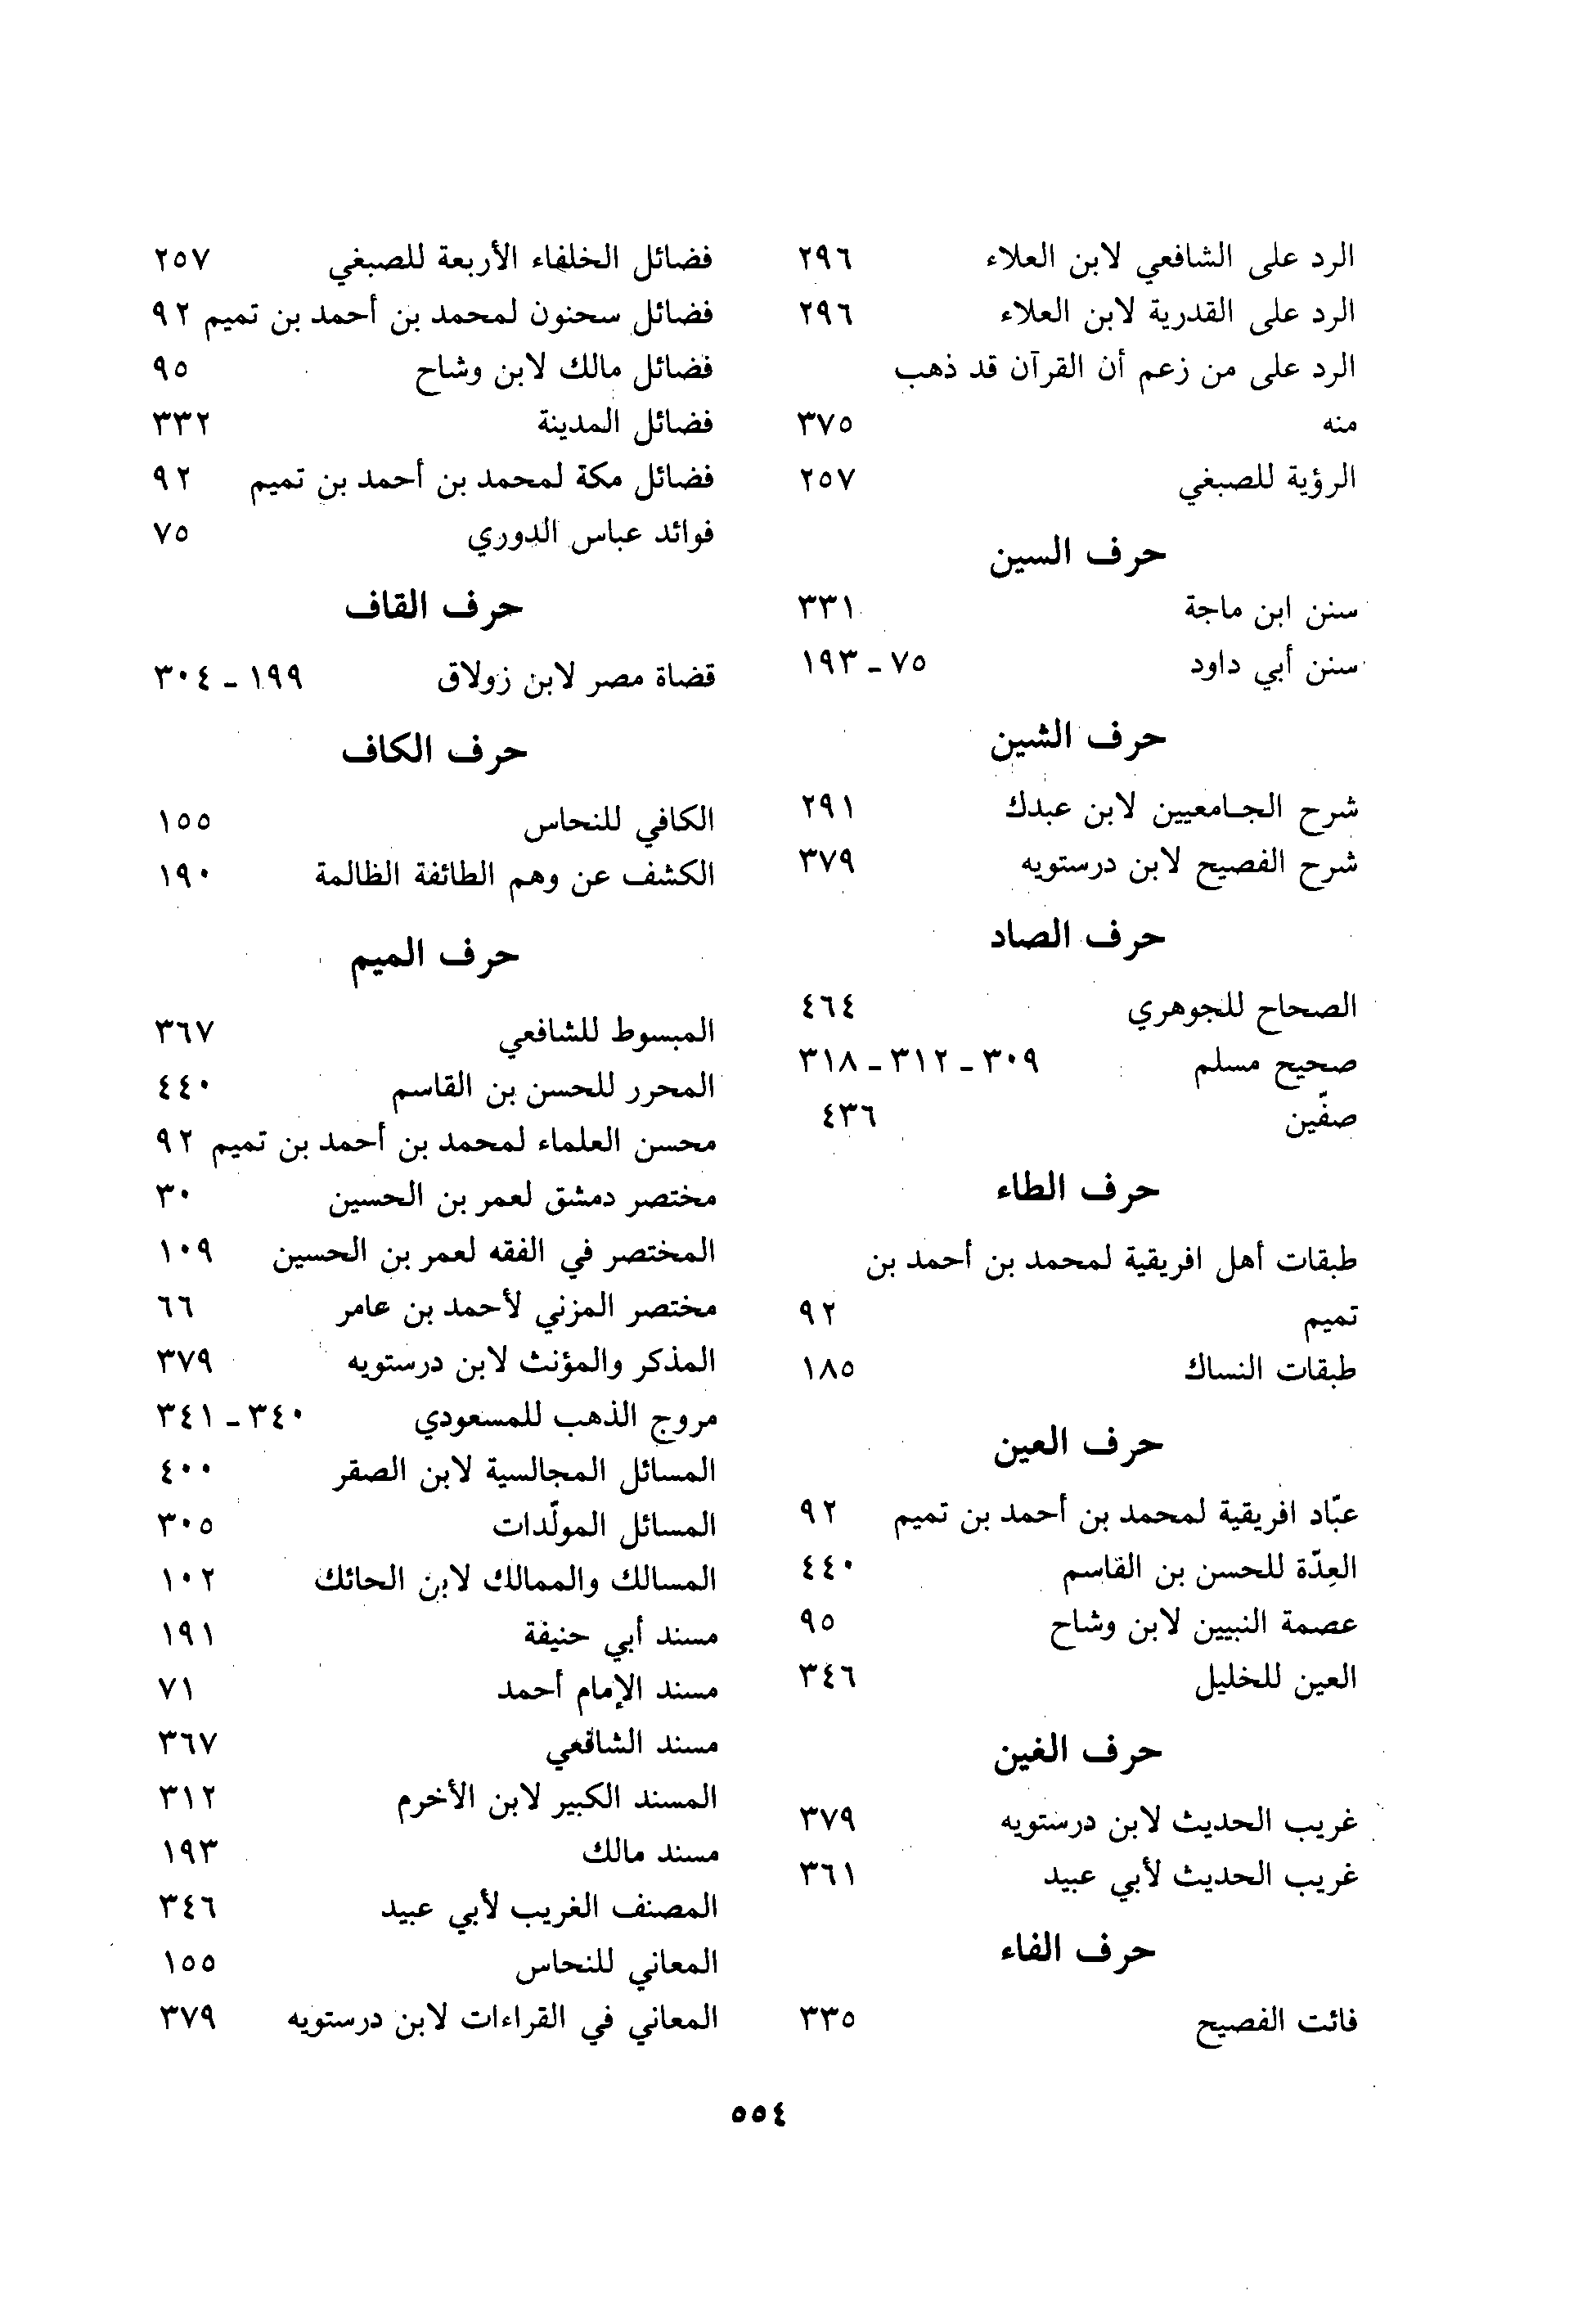 الرد على الشافعي لابن العلاء ٢٩٦
الرد على القدرية لابن العلاء ٢٩٦
الرد على من زعم أن القرآن قد ذهب
منه ٣٧٥
الرؤية للصبغي ٢٥٧
حرف السين
سنن ابن ماجة ٣٣١
سنن أبي داود ٧٥ - ١٩٣
حرف الشين
شرح الجامعيين لابن عبدك ٢٩١
شرح الفصيح لابن درستويه ٣٧٩
حرف الصاد
الصحاح للجوهري ٤٦٤
صحيح مسلم ٣٠٩ - ٣١٢ - ٣١٨
صفّين ٤٣٦
حرف الطاء
طبقات أهل افريقية لمحمد بن أحمد بن
تميم ٩٢
طبقات النساك ١٨٥
حرف العين
عبّاد افريقية لمحمد بن أحمد بن تميم ٩٢
العِدّة للحسن بن القاسم ٤٤٠
عصمة النبيين لابن وشاح ٩٥
العين للخليل ٣٤٦
حرف الغين
غريب الحديث لابن درستويه ٣٧٩
غريب الحديث لأبي عبيد ٣٦١
حرف الفاء
فائت الفصيح ٣٣٥
فضائل الخلفاء الأربعة للصبغي ٢٥٧
فضائل سحنون لمحمد بن أحمد بن تميم ٩٢
فضائل مالك لابن وشاح ٩٥
فضائل المدينة ٣٣٢
فضائل مكة لمحمد بن أحمد بن تميم ٩٢
فوائد عباس الدوري ٧٥
حرف القاف
قضاة مصر لابن زولاق ١٩٩ - ٣٠٤
حرف الكاف
الكافي للنحاس ١٥٥
الكشف عن وهم الطائفة الظالمة ١٩٠
حرف الميم
المبسوط للشافعي ٣٦٧
المحرر للحسن بن القاسم ٤٤٠
محسن العلماء لمحمد بن أحمد بن تميم ٩٢
مختصر دمشق لعمر بن الحسين ٣٠
المختصر في الفقه لعمر بن الحسين ١٠٩
مختصر المزني لأحمد بن عامر ٦٦
المذكر والمؤنث لابن درستويه ٣٧٩
مروج الذهب للمسعودي ٣٤٠ - ٣٤١
المسائل المجالسية لابن الصقر ٤٠٠
المسائل المولّدات ٣٠٥
المسالك والممالك لابن الحائك ١٠٢
مسند أبي حنيفة ١٩١
مسند الإمام أحمد ٧١
مسند الشافعي ٣٦٧
المسند الكبير لابن الأخرم ٣١٢
مسند مالك ١٩٣
المصنف الغريب لأبي عبيد ٣٤٦
المعاني للنحاس ١٥٥
المعاني في القراءات لابن درستويه ٣٧٩
٥٥٤